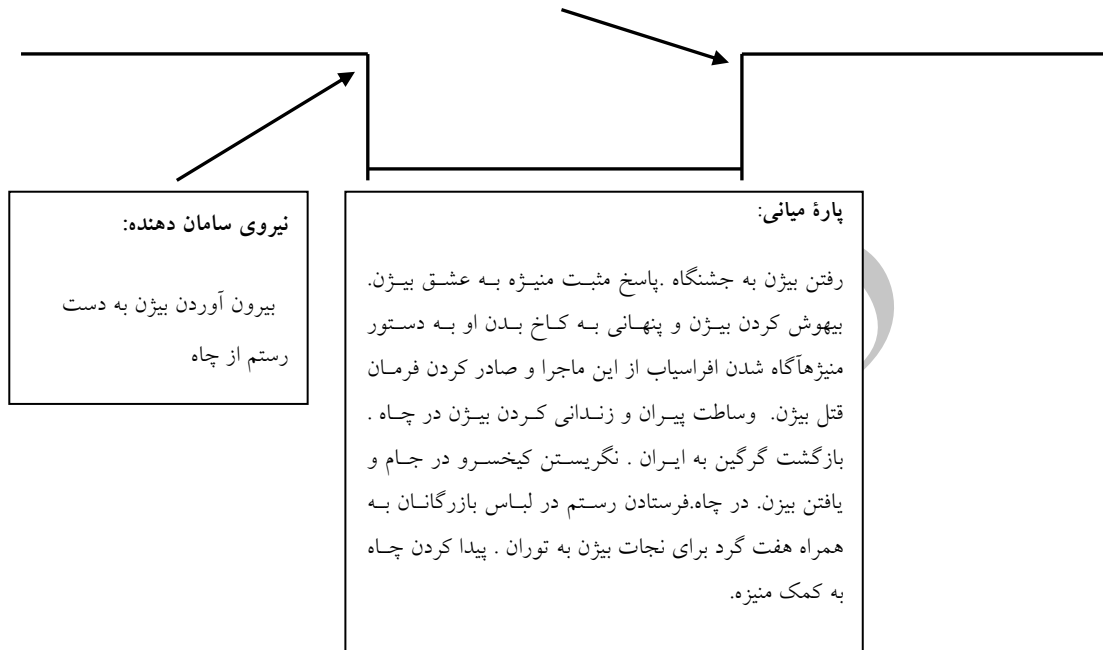 نیروی سامان دهنده:
بیرون آوردن بیژن به دست
رستم از چاه
پارۀ میانی:
رفتن بیژن به جشنگاه .پاسخ مثبت منیـژه بـه عشـق بیـژن.
بیهوش کردن بیـژن و پنهـانی بـه کـاخ بـدن او بـه دسـتور
منیژهآگاه شدن افراسیاب از این ماجرا و صادر کردن فرمـان
قتل بیژن. وساطت پیـران و زنـدانی کـردن بیـژن در چـاه .
بازگشت گرگین به ایـران . نگریسـتن کیخسـرو در جـام و
یافتن بیزن. در چاه.فرستادن رسـتم در لبـاس بازرگانـان بـه
همراه هفت گرد برای نجات بیژن به توران . پیدا کردن چـاه
به کمک منیزه.